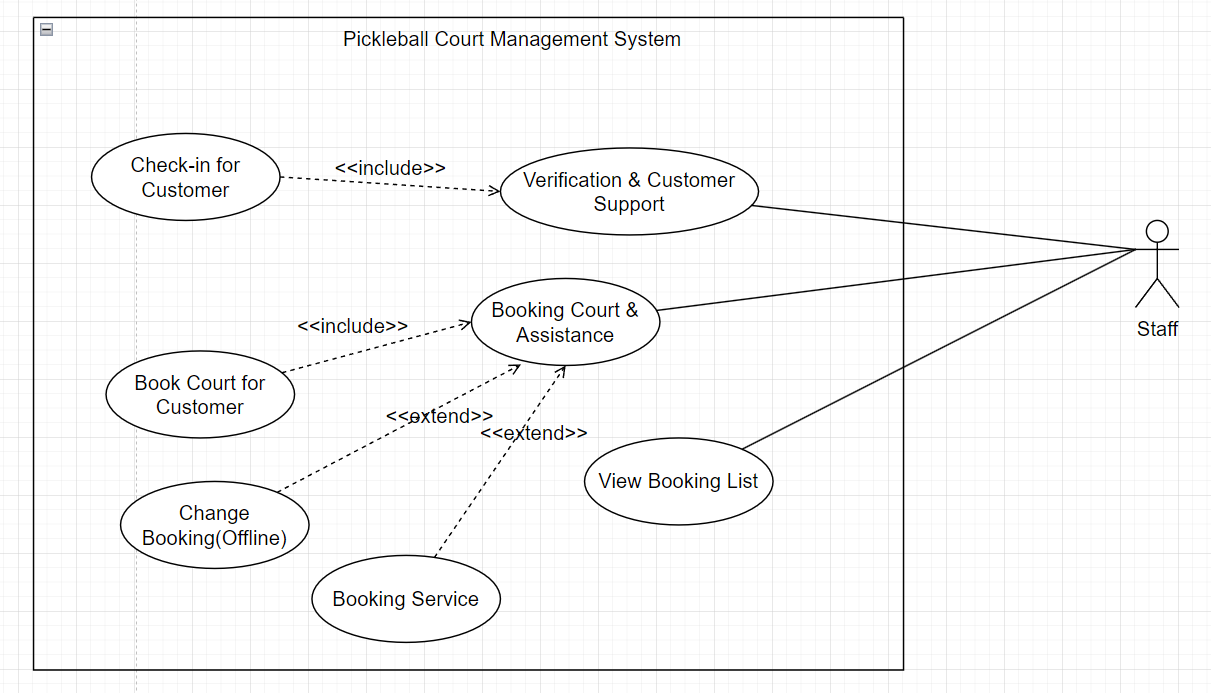 Pickleball Court Management System
Check-in for
Customer
<<include>>
Verification & Customer
Support
Booking Court &
Assistance
<<include>>
Staff
Book Court for
Customer
<<extend>>
<<extend>>
View Booking List
Change
Booking(Offline)
Booking Service